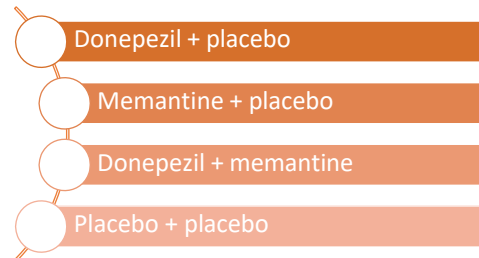 Donepezil + placebo
Memantine + placebo
Donepezil + memantine
Placebo + placebo